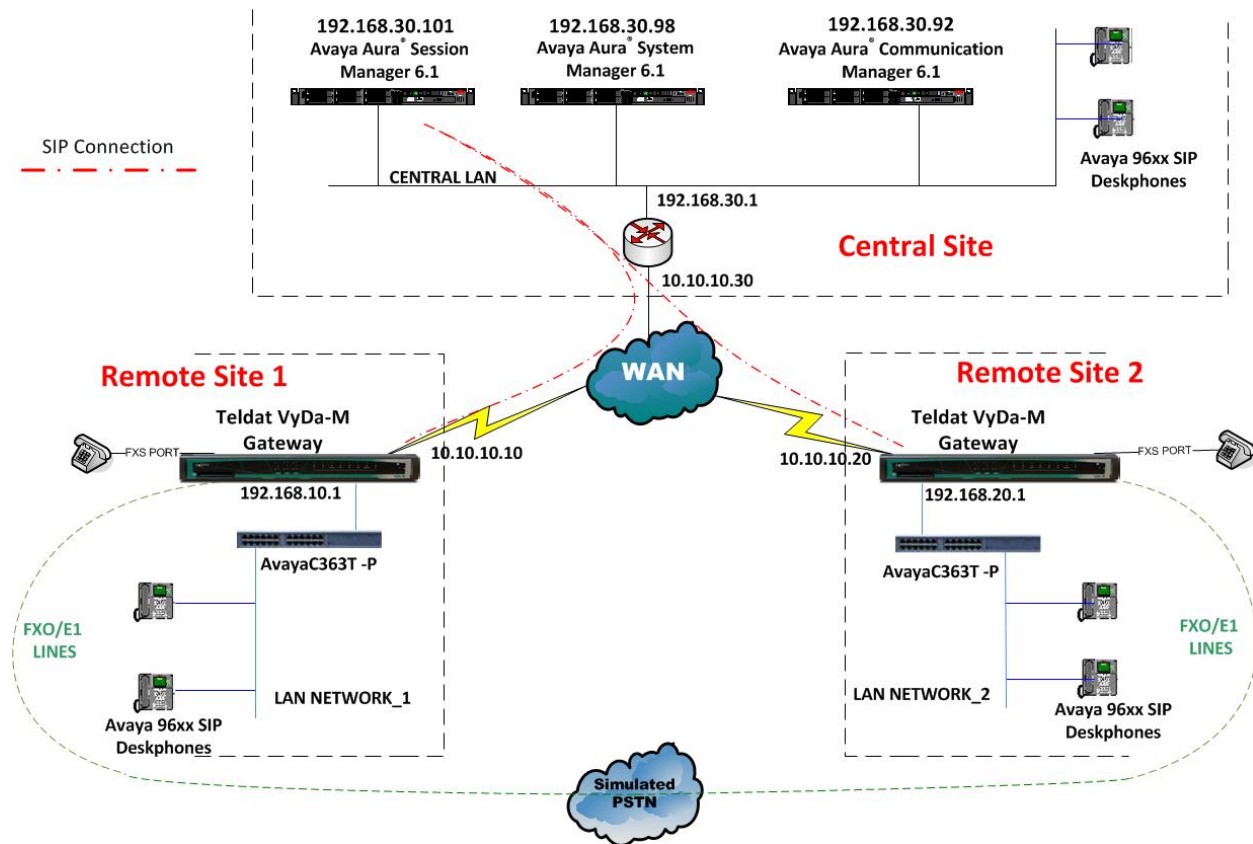 192.168.30.101
Avaya Aura® Session
Manager 6.1
192.168.30.98
Avaya Aura® System
Manager 6.1
192.168.30.92
Avaya Aura® Communication
Manager 6.1
SIP Connection
Avaya 96xx SIP
Deskphones
CENTRAL LAN
192.168.30.1
Central Site
10.10.10.30
WAN
Remote Site 1
Teldat VyDa-M
Gateway
FXS PORT
10.10.10.10
192.168.10.1
AvayaC363T -P
FXO/E1
LINES
LAN NETWORK_1
Avaya 96xx SIP
Deskphones
Remote Site 2
Teldat VyDa-M
Gateway
10.10.10.20
FXS PORT
192.168.20.1
AvayaC363T -P
FXO/E1
LINES
LAN NETWORK_2
Avaya 96xx SIP
Deskphones
Simulated
PSTN